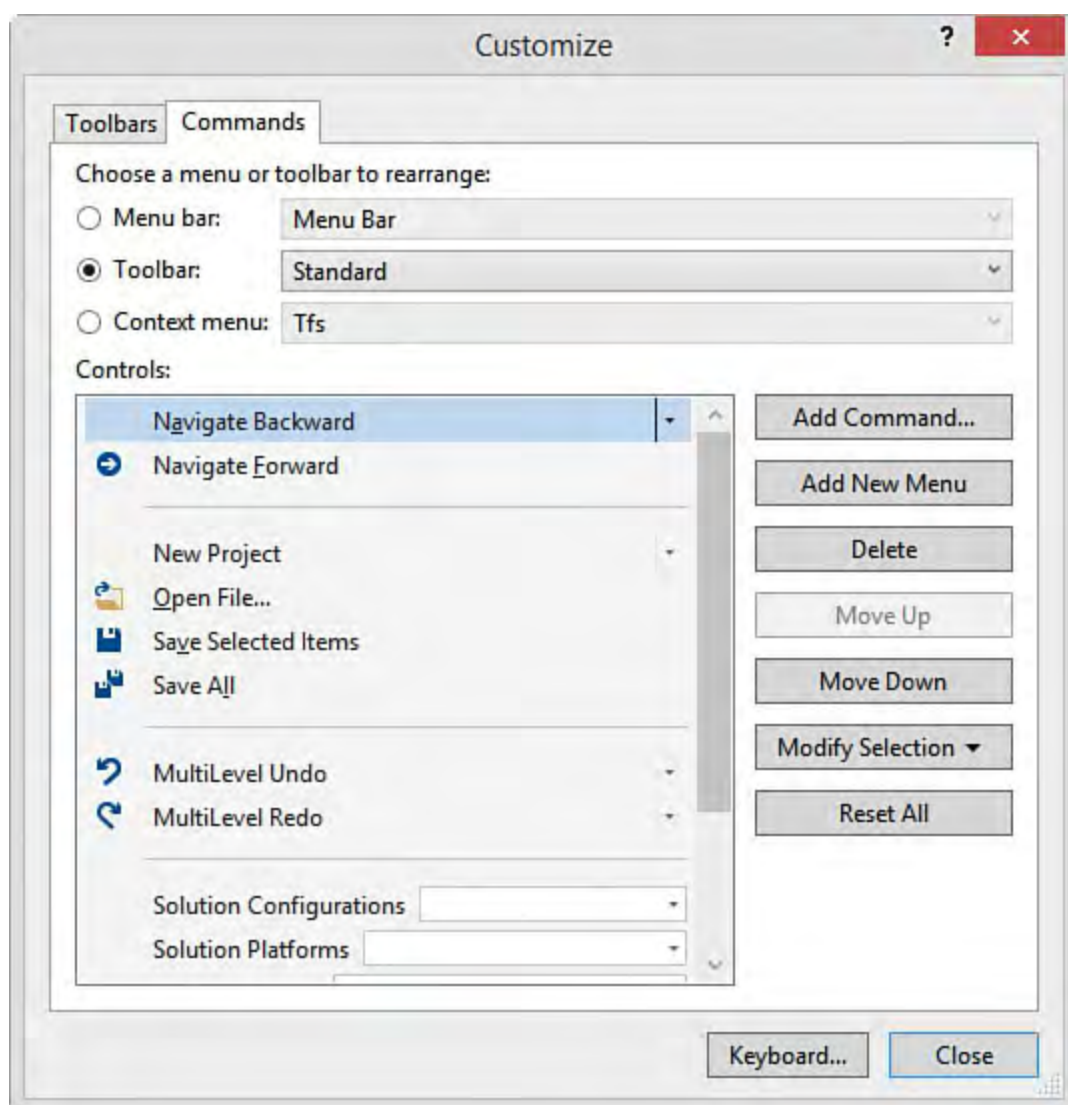 Customize ?
Toolbars Commands
Choose a menu or toolbar to rearrange:
Menu bar: Menu Bar
Toolbar: Standard
Context menu: Tfs
Controls:
Navigate Backward
Navigate Forward
New Project
Open File...
Save Selected Items
Save All
MultiLevel Undo
MultiLevel Redo
Solution Configurations
Solution Platforms
Add Command...
Add New Menu
Delete
Move Up
Move Down
Modify Selection
Reset All
Keyboard... Close